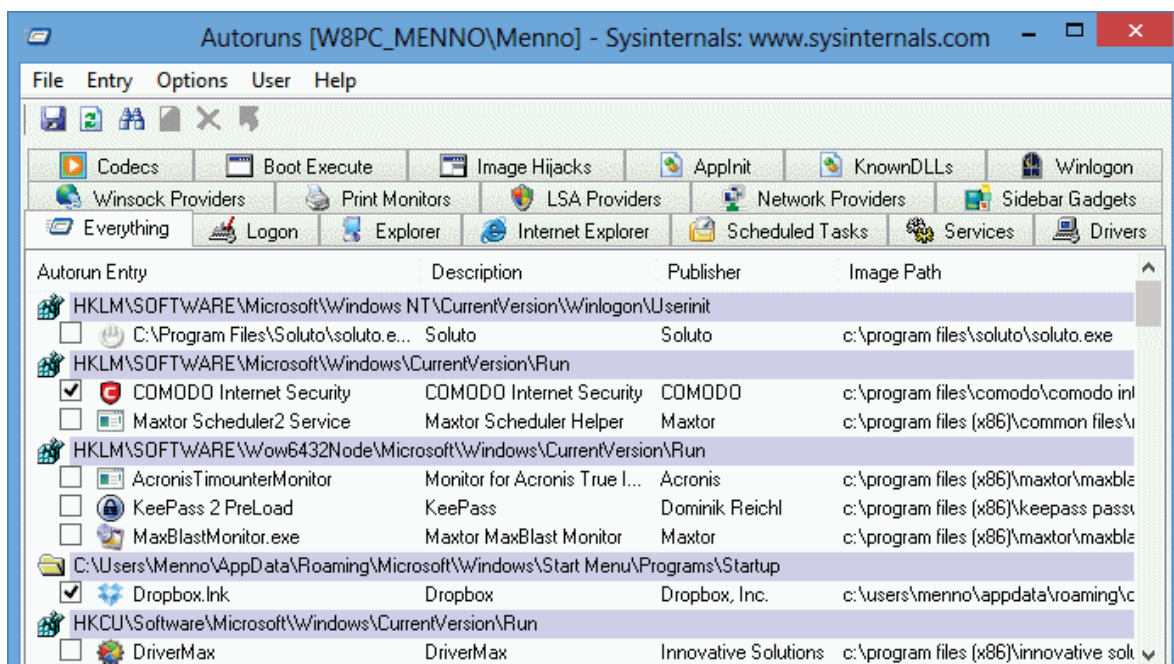 Autoruns [W8PC_MENNO\Menno] - Sysinternals: www.sysinternals.com
File Entry Options User Help
Codecs Boot Execute Image Hijacks AppInit KnownDLLs Winlogon
Winsock Providers Print Monitors LSA Providers Network Providers Sidebar Gadgets
Everything Logon Explorer Internet Explorer Scheduled Tasks Services Drivers
Autorun Entry Description Publisher Image Path
HKLM\SOFTWARE\Microsoft\Windows NT\CurrentVersion\Winlogon\Userinit
C:\Program Files\Soluto\soluto.e... Soluto Soluto c:\program files\soluto\soluto.exe
HKLM\SOFTWARE\Microsoft\Windows\CurrentVersion\Run
COMODO Internet Security COMODO Internet Security COMODO c:\program files\comodo\comodo int
Maxtor Scheduler2 Service Maxtor Scheduler Helper Maxtor c:\program files (x86)\common files\
HKLM\SOFTWARE\Wow6432Node\Microsoft\Windows\CurrentVersion\Run
AcronisTimounterMonitor Monitor for Acronis True I... Acronis c:\program files (x86)\maxtor\maxbla
KeePass 2 PreLoad KeePass Dominik Reichl c:\program files (x86)\keepass pass
MaxBlastMonitor.exe Maxtor MaxBlast Monitor Maxtor c:\program files (x86)\maxtor\maxbla
C:\Users\Menno\AppData\Roaming\Microsoft\Windows\Start Menu\Programs\Startup
Dropbox.lnk Dropbox Dropbox, Inc. c:\users\menno\appdata\roaming\
HKCU\Software\Microsoft\Windows\CurrentVersion\Run
DriverMax DriverMax Innovative Solutions c:\program files (x86)\innovative solu